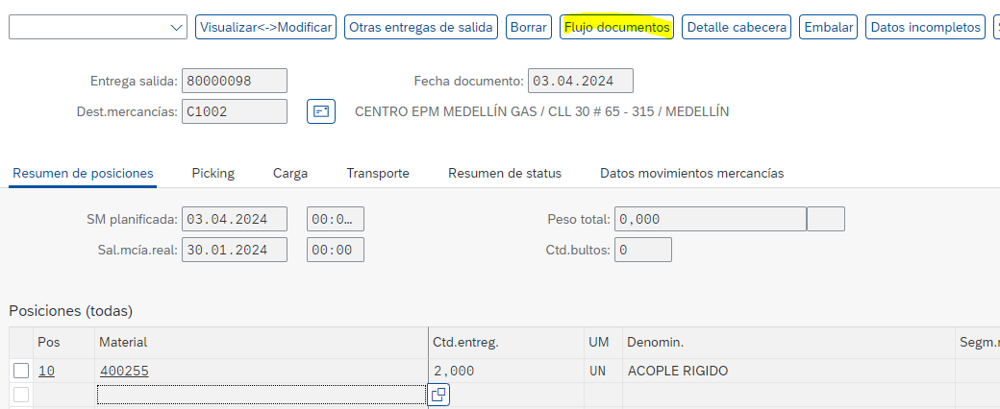 Visualizar<->Modificar Otras entregas de salida Borrar Flujo documentos Detalle cabecera Embalar Datos incompletos
Entrega salida: 80000098 Fecha documento: 03.04.2024
Dest.mercancías: C1002 CENTRO EPM MEDELLÍN GAS / CLL 30 # 65 - 315 / MEDELLÍN
Resumen de posiciones Picking Carga Transporte Resumen de status Datos movimientos mercancías
SM planificada: 03.04.2024 00:0… Peso total: 0,000
Sal.mcía.real: 30.01.2024 00:00 Ctd.bultos: 0
Posiciones (todas)
Pos Material Ctd.entreg. UM Denomin. Segm.
10 400255 2,000 UN ACOPLE RIGIDO